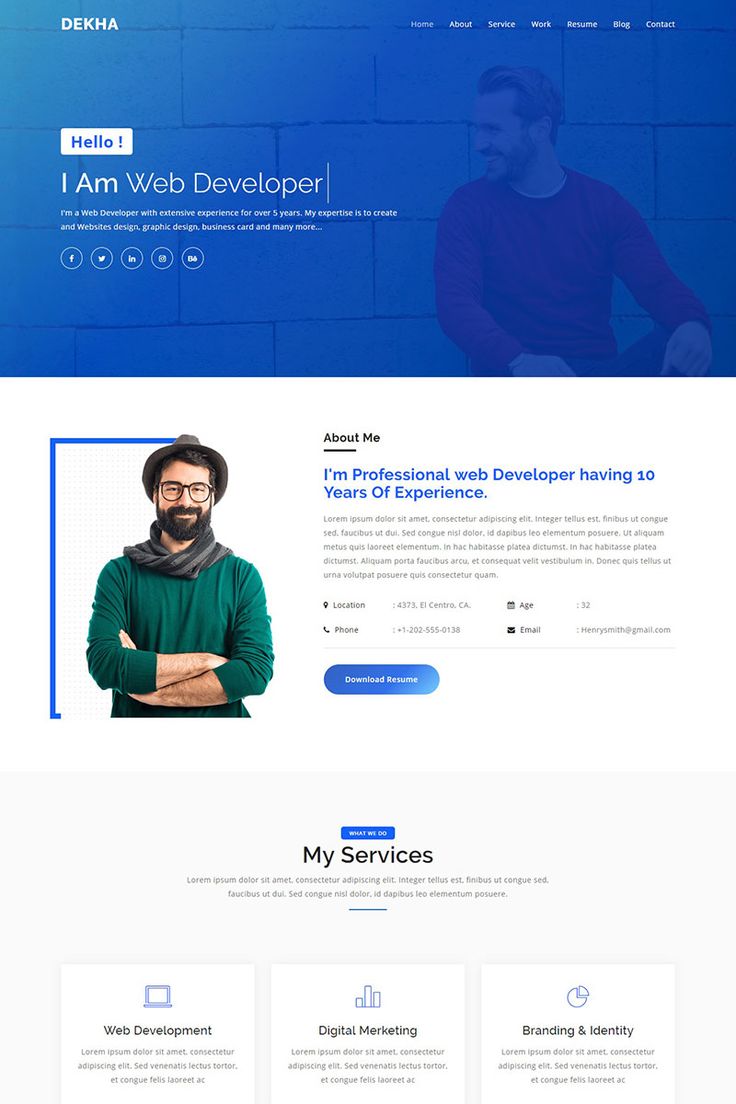 DEKHA
Home About Service Work Resume Blog Contact
Hello !
I Am Web Developer
I'm a Web Developer with extensive experience for over 5 years. My expertise is to create
and Websites design, graphic design, business card and many more...
f
in
Bē
About Me
I'm Professional web Developer having 10
Years Of Experience.
Lorem ipsum dolor sit amet, consectetur adipiscing elit. Integer tellus est, finibus ut congue
sed, faucibus ut dui. Sed congue nisl dolor, id dapibus leo elementum posuere. Ut aliquam
metus quis laoreet elementum. In hac habitasse platea dictumst. In hac habitasse platea
dictumst. Aliquam porta faucibus arcu, et consequat velit vestibulum in. Donec quis tellus ut
urna volutpat posuere quis consectetur quam.
Location : 4373, El Centro, CA. Age : 32
Phone : +1-202-555-0138 Email : Henrysmith@gmail.com
Download Resume
WHAT WE DO
My Services
Lorem ipsum dolor sit amet, consectetur adipiscing elit. Integer tellus est, finibus ut congue sed,
faucibus ut dui. Sed congue nisl dolor, id dapibus leo elementum posuere.
Web Development
Lorem ipsum dolor sit amet, consectetur
adipiscing elit. Sed venenatis lectus tortor,
et congue felis laoreet ac
Digital Merketing
Lorem ipsum dolor sit amet, consectetur
adipiscing elit. Sed venenatis lectus tortor,
et congue felis laoreet ac
Branding & Identity
Lorem ipsum dolor sit amet, consectetur
adipiscing elit. Sed venenatis lectus tortor,
et congue felis laoreet ac